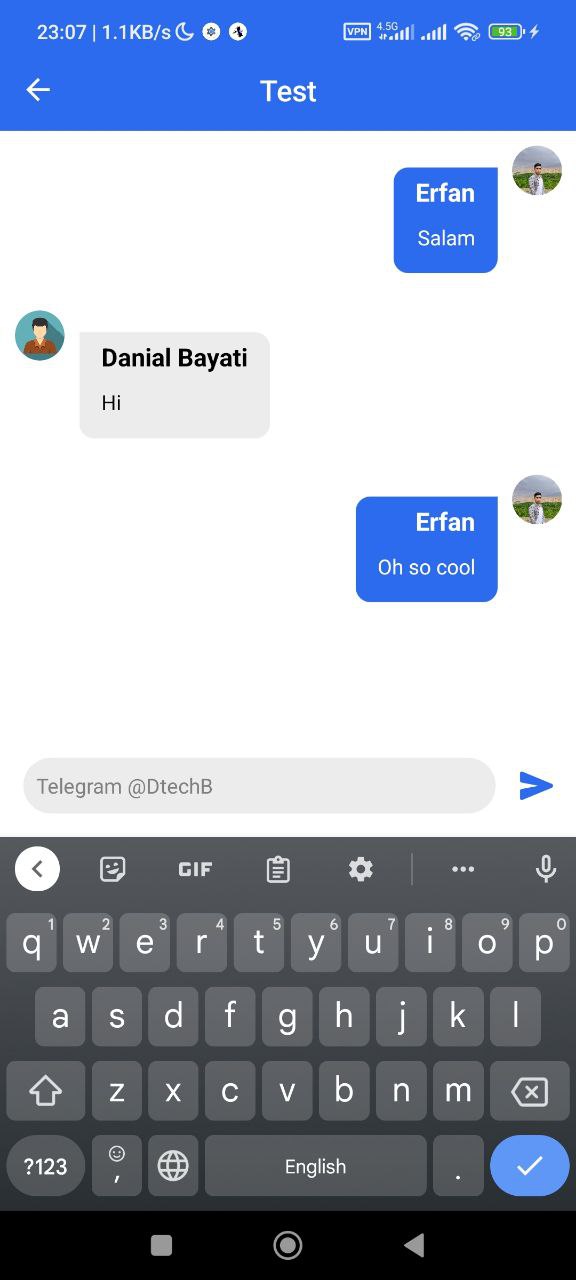 23:07 | 1.1KB/s VPN 4.5G 93
Test
Erfan
Salam
Danial Bayati
Hi
Erfan
Oh so cool
Telegram @DtechB
GIF
q1 w2 e3 r4 t5 y6 u7 i8 o9 p0
a s d f g h j k l
z x c v b n m
?123 , English .